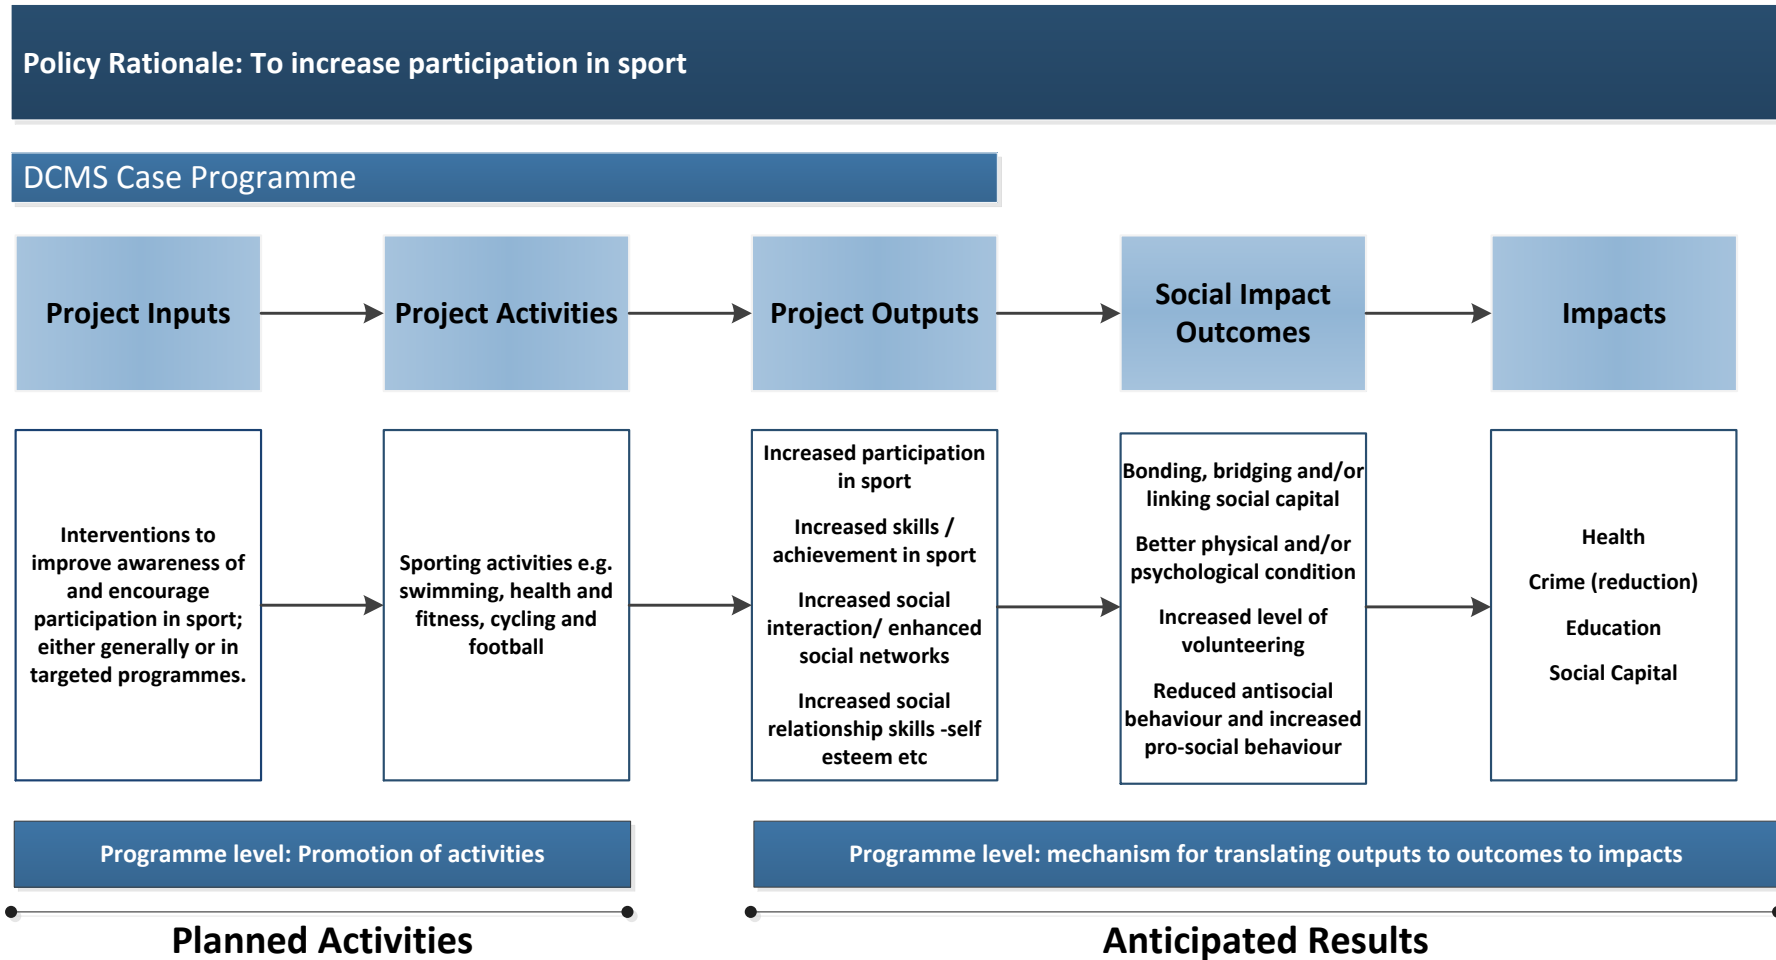 Policy Rationale: To increase participation in sport
DCMS Case Programme
Project Inputs
Project Activities
Project Outputs
Social Impact
Outcomes
Impacts
Interventions to
improve awareness of
and encourage
participation in sport;
either generally or in
targeted programmes.
Sporting activities e.g.
swimming, health and
fitness, cycling and
football
Increased participation
in sport
Increased skills /
achievement in sport
Increased social
interaction/ enhanced
social networks
Increased social
relationship skills -self
esteem etc
Bonding, bridging and/or
linking social capital
Better physical and/or
psychological condition
Increased level of
volunteering
Reduced antisocial
behaviour and increased
pro-social behaviour
Health
Crime (reduction)
Education
Social Capital
Programme level: Promotion of activities
Programme level: mechanism for translating outputs to outcomes to impacts
Planned Activities
Anticipated Results